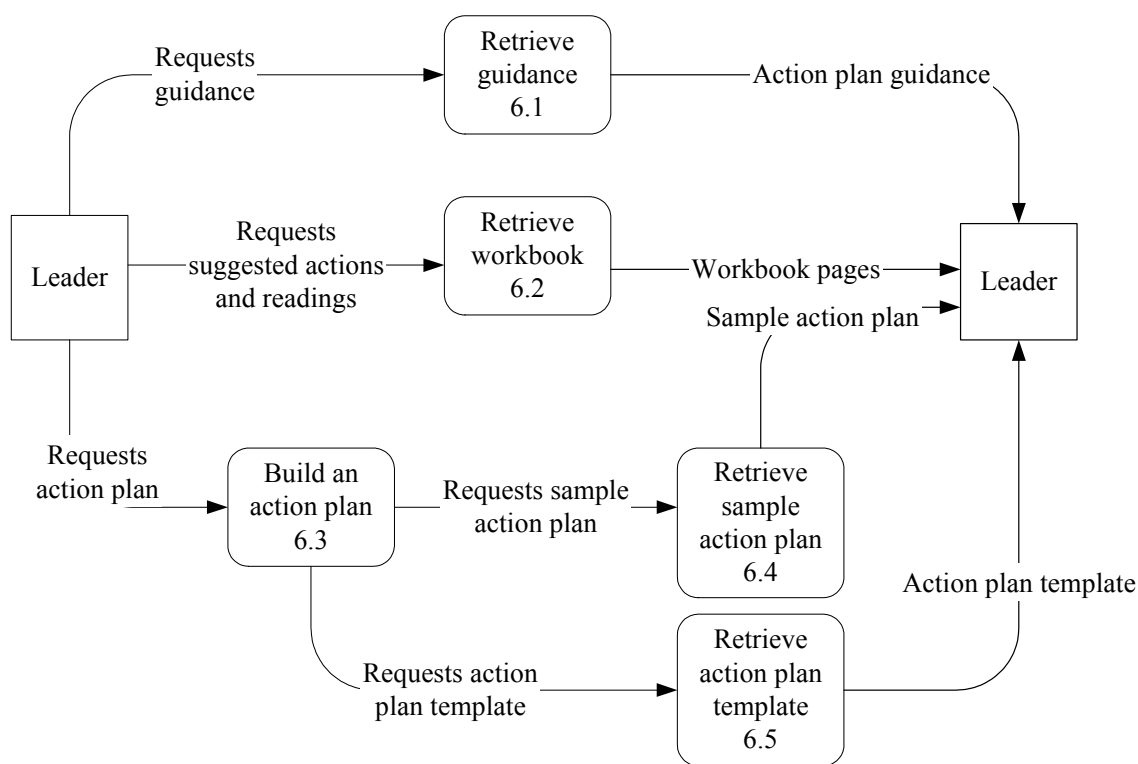 Requests
guidance
Retrieve
guidance
6.1
Action plan guidance
Leader
Requests
suggested actions
and readings
Retrieve
workbook
6.2
Workbook pages
Sample action plan
Leader
Requests
action plan
Build an
action plan
6.3
Requests sample
action plan
Retrieve
sample
action plan
6.4
Action plan template
Requests action
plan template
Retrieve
action plan
template
6.5